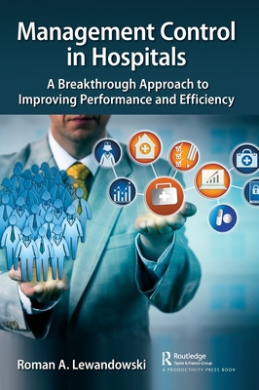 Management Control
in Hospitals
A Breakthrough Approach to
Improving Performance and Efficiency
Roman A. Lewandowski
Routledge
Taylor & Francis Group
A PRODUCTIVITY PRESS BOOK